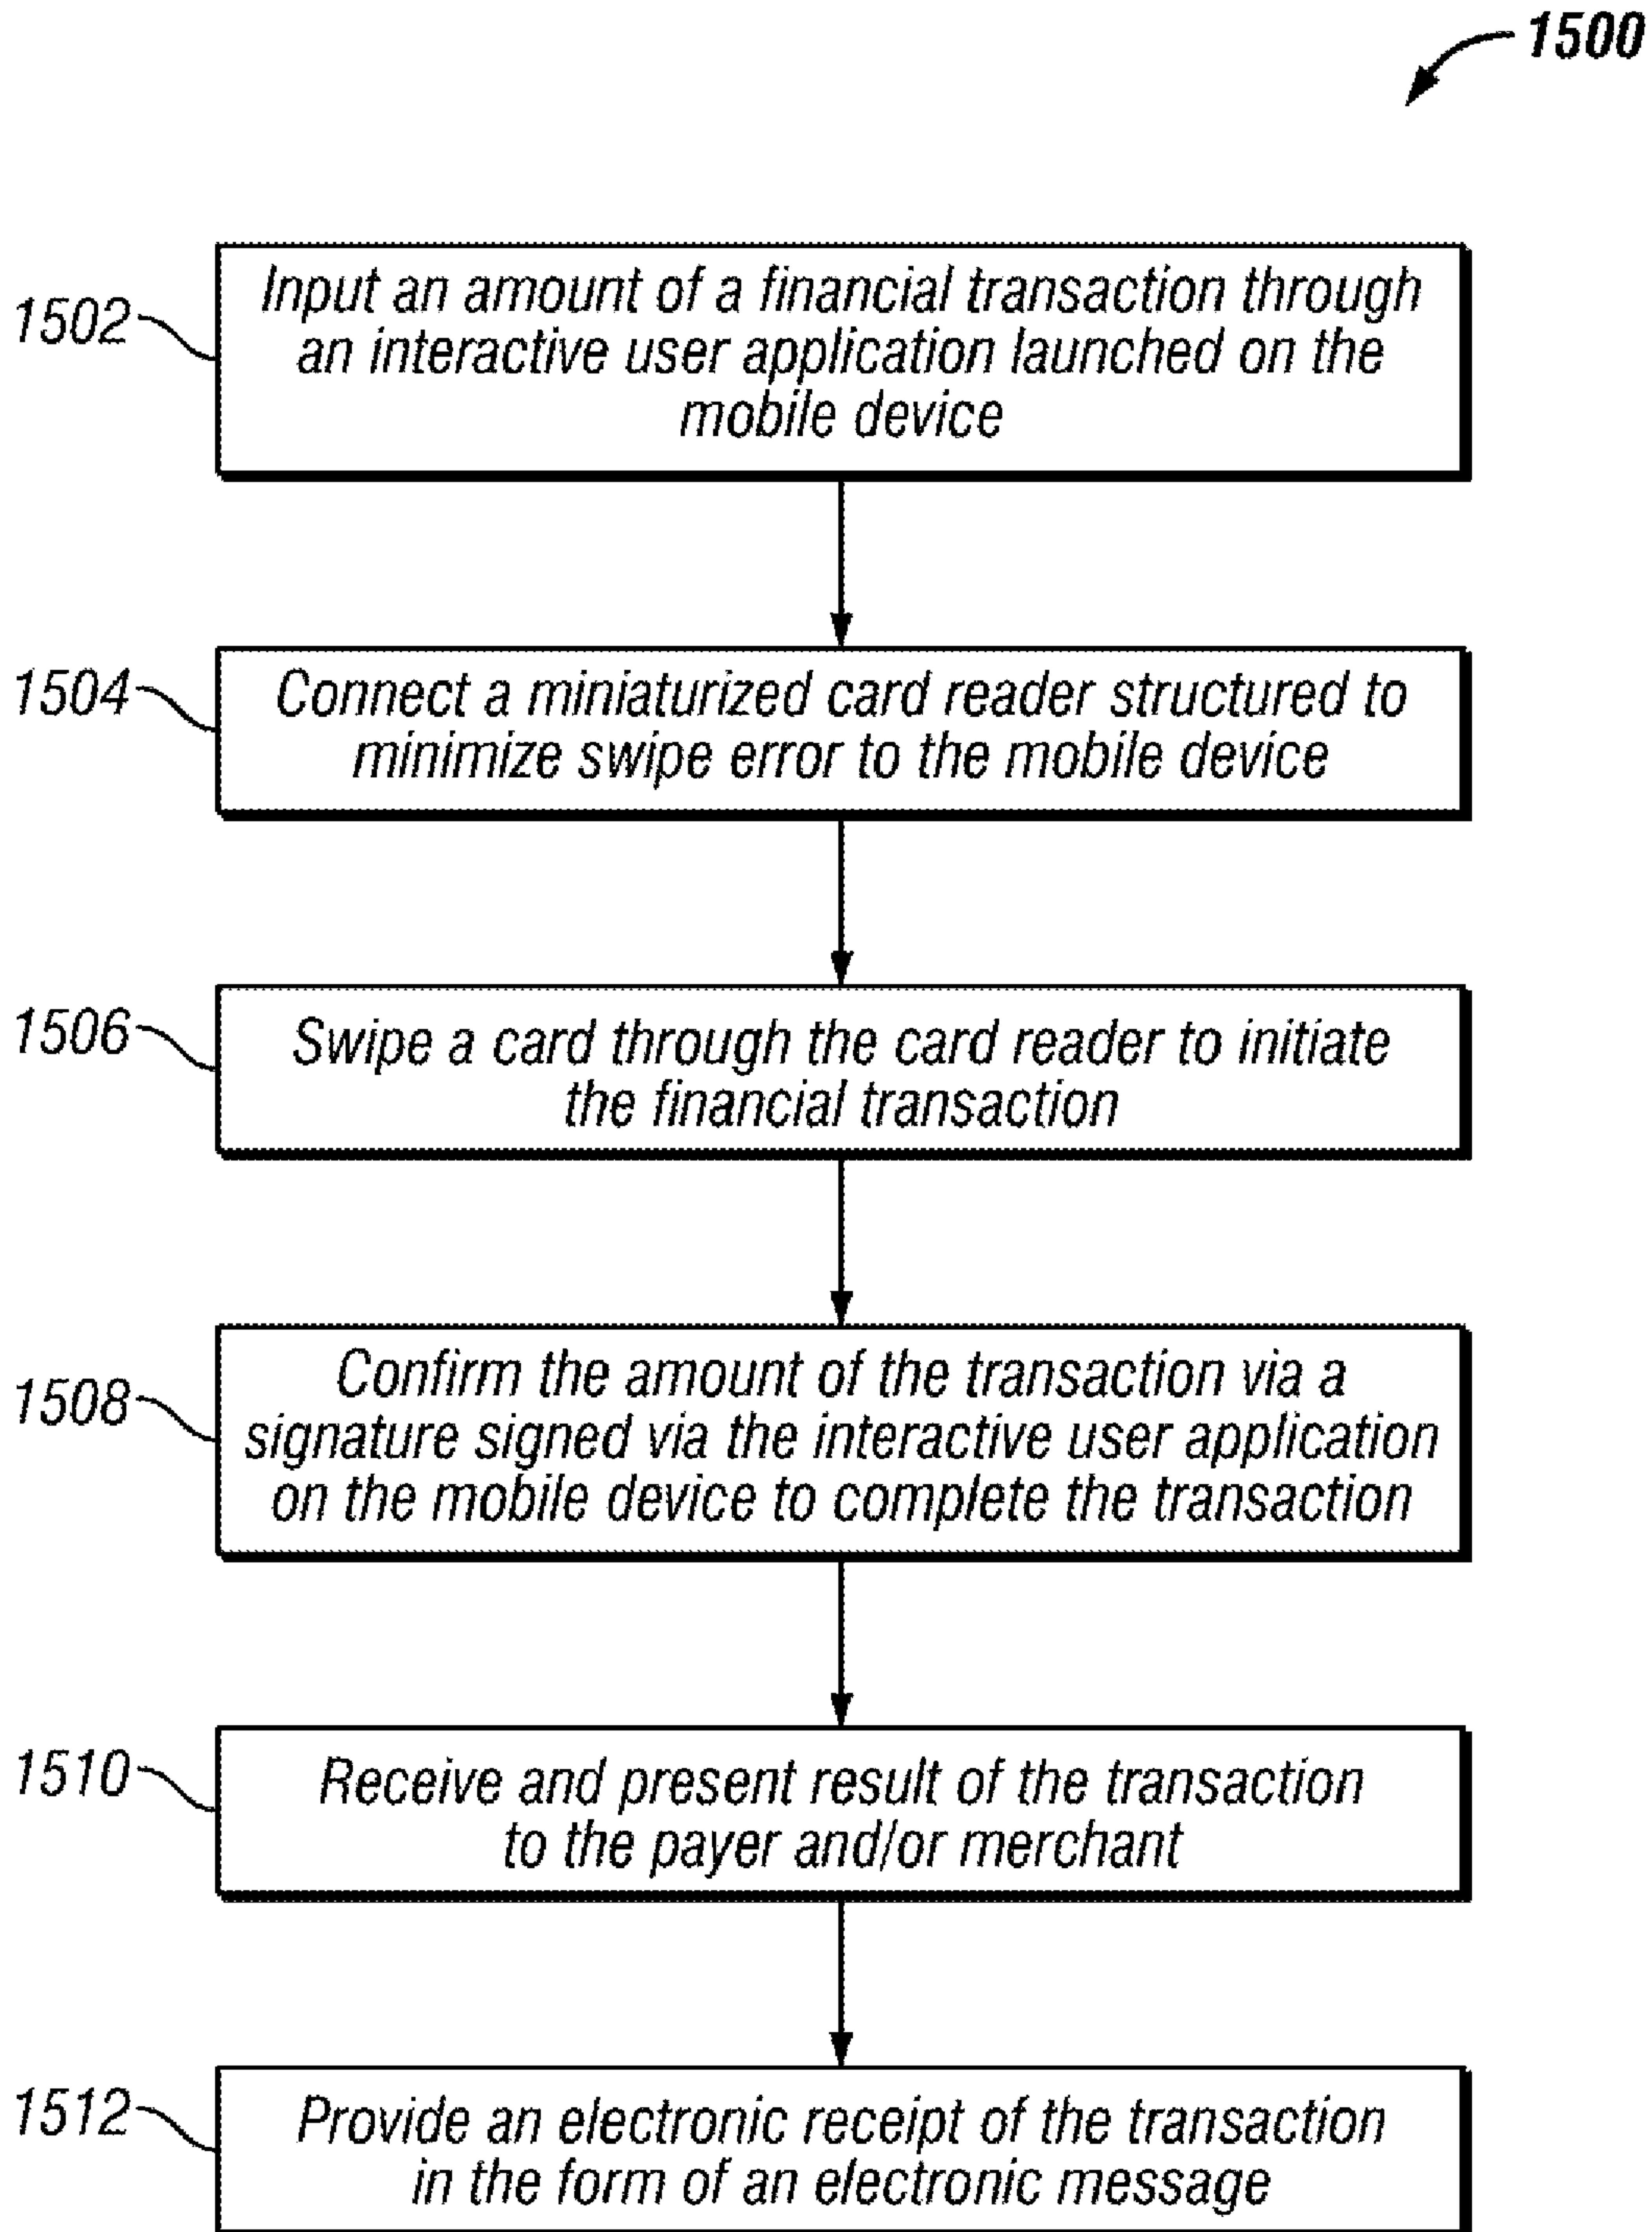 1500
1502
Input an amount of a financial transaction through
an interactive user application launched on the
mobile device
1504
Connect a miniaturized card reader structured to
minimize swipe error to the mobile device
1506
Swipe a card through the card reader to initiate
the financial transaction
1508
Confirm the amount of the transaction via a
signature signed via the interactive user application
on the mobile device to complete the transaction
1510
Receive and present result of the transaction
to the payer and/or merchant
1512
Provide an electronic receipt of the transaction
in the form of an electronic message